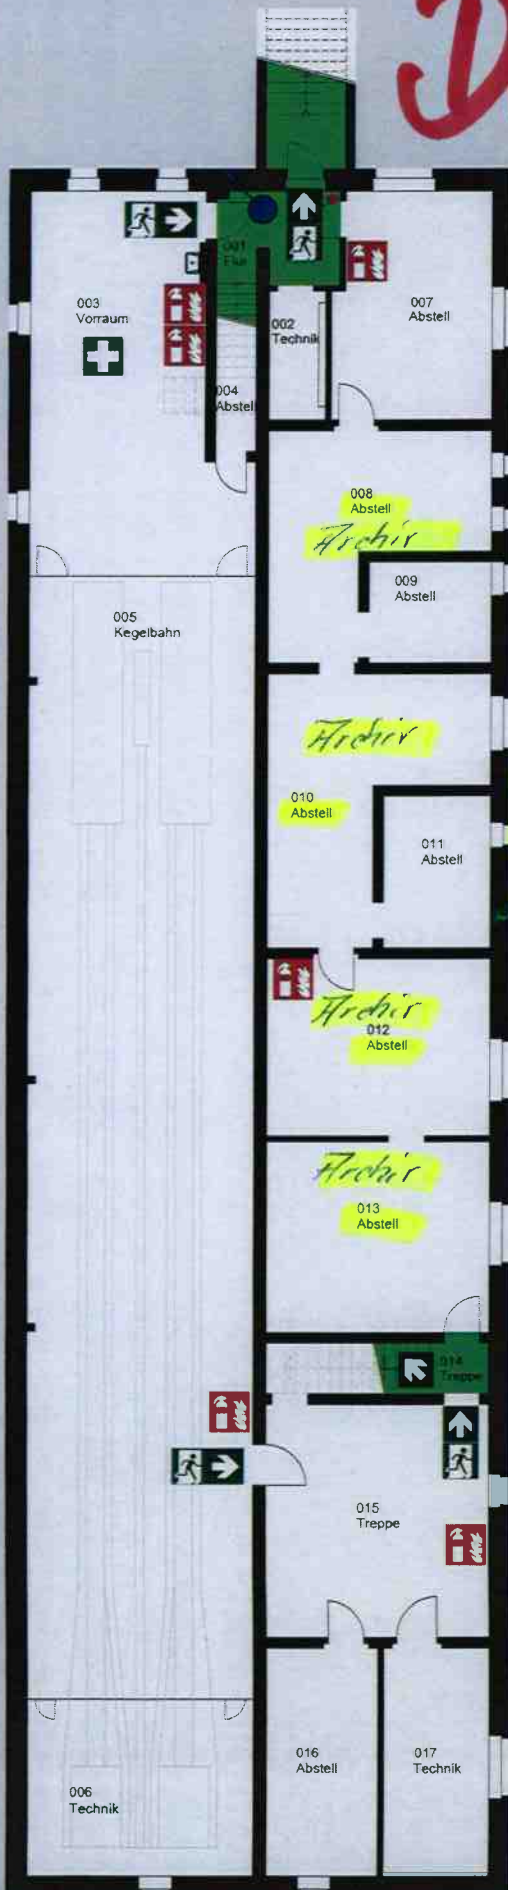 D
001
Flur
003
Vorraum
007
Abstell
002
Technik
004
Abstell
008
Abstell
Archiv
009
Abstell
005
Kegelbahn
Archiv
010
Abstell
011
Abstell
Archiv
012
Abstell
Archiv
013
Abstell
014
Treppe
015
Treppe
016
Abstell
017
Technik
006
Technik